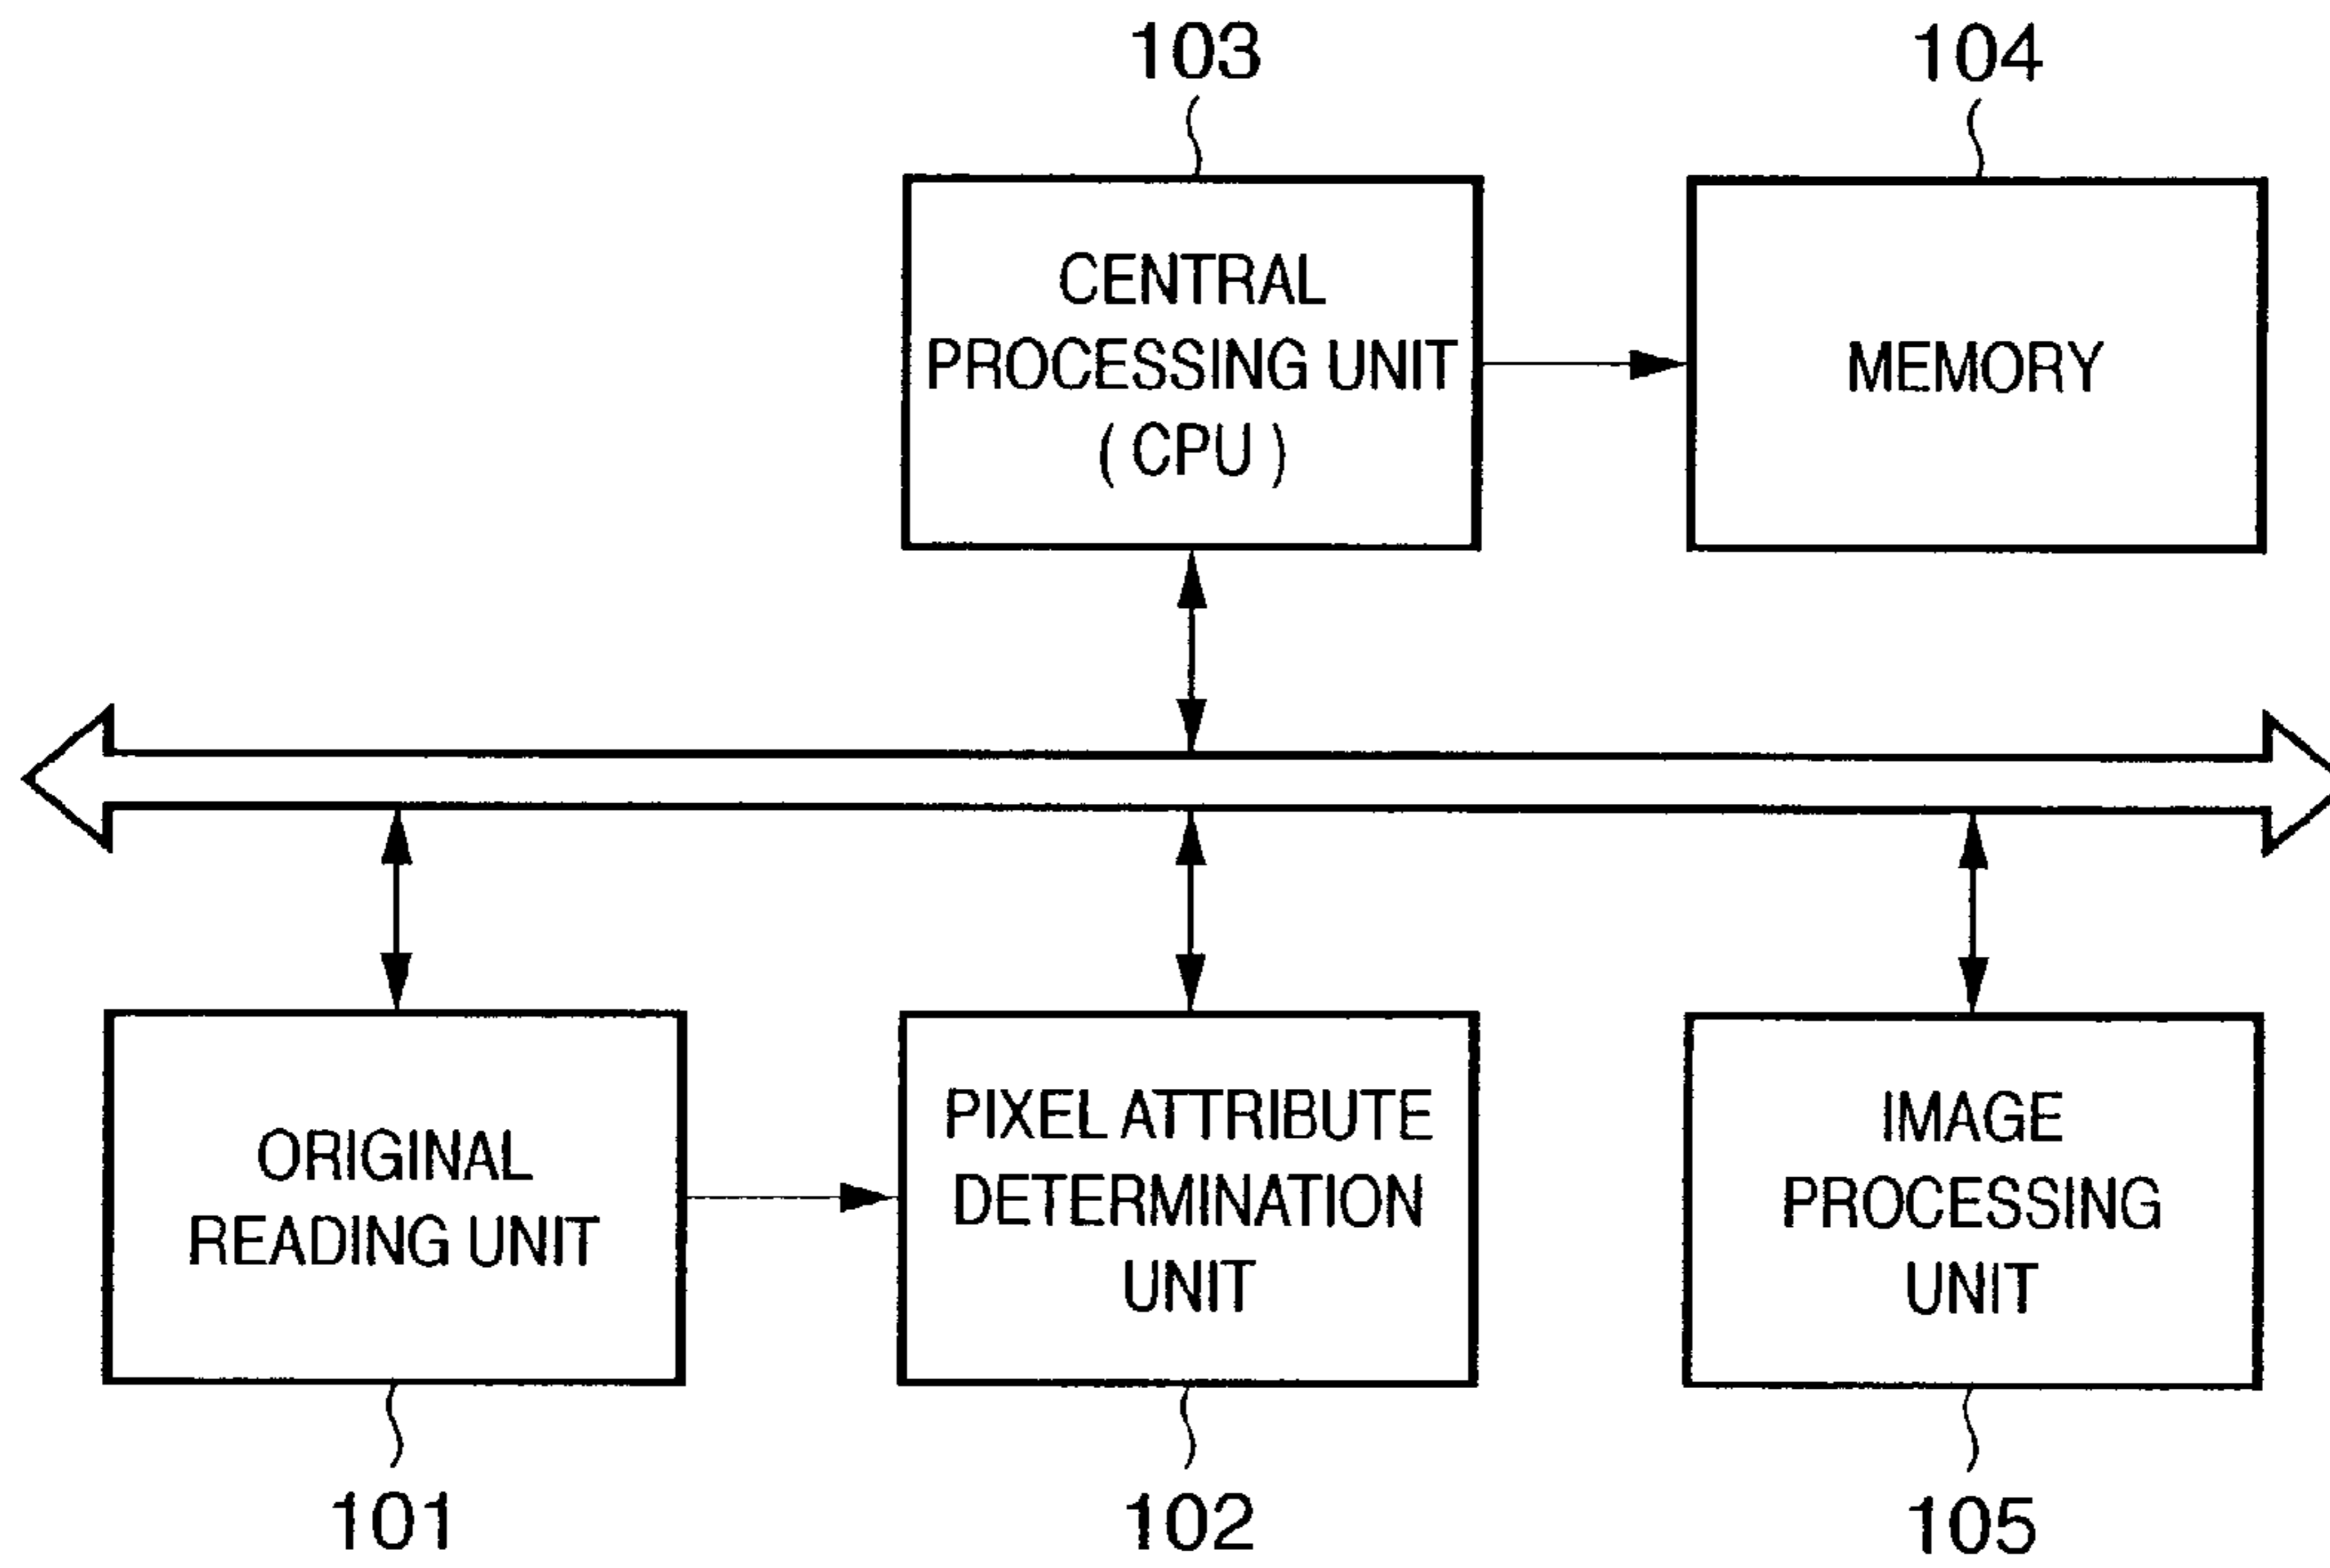 103
104
CENTRAL
PROCESSING UNIT
( CPU )
MEMORY
ORIGINAL
READING UNIT
PIXEL ATTRIBUTE
DETERMINATION
UNIT
IMAGE
PROCESSING
UNIT
101
102
105